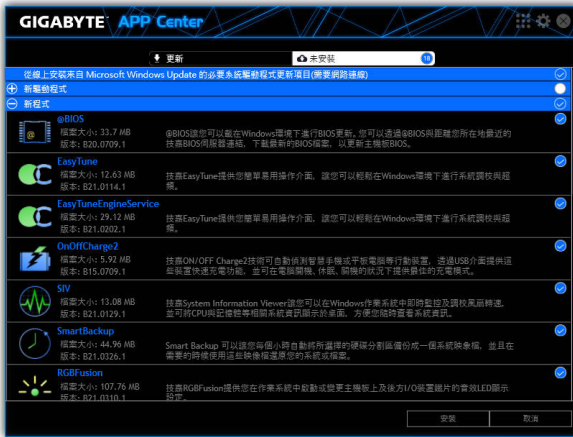 GIGABYTE™ APP Center
更新
未安裝 18
從線上安裝來自 Microsoft Windows Update 的必要系統驅動程式更新項目(需要網路連線)
新驅動程式
新程式
@BIOS
檔案大小: 33.7 MB
版本: B20.0709.1
@BIOS讓您可以載在Windows環境下進行BIOS更新。您可以透過@BIOS與距離您所在地最近的
技嘉BIOS伺服器連結，下載最新的BIOS檔案，以更新主機板BIOS。
EasyTune
檔案大小: 12.63 MB
版本: B21.0114.1
技嘉EasyTune提供您簡單易用操作介面，讓您可以輕鬆在Windows環境下進行系統調校與超
頻。
EasyTuneEngineService
檔案大小: 29.12 MB
版本: B21.0202.1
技嘉EasyTune提供您簡單易用操作介面，讓您可以輕鬆在Windows環境下進行系統調校與超
頻。
OnOffCharge2
檔案大小: 5.92 MB
版本: B15.0709.1
技嘉ON/OFF Charge2技術可自動偵測智慧手機或平板電腦等行動裝置，透過USB介面提供這
些裝置快速充電功能，並可在電腦開機、休眠、關機的狀況下提供最佳的充電模式。
SIV
檔案大小: 13.08 MB
版本: B21.0129.1
技嘉System Information Viewer讓您可以在Windows作業系統中即時監控及調校風扇轉速，
並可將CPU與記憶體等相關系統資訊顯示於桌面，方便您隨時查看系統資訊。
SmartBackup
檔案大小: 44.96 MB
版本: B21.0326.1
Smart Backup 可以讓您每個小時自動將所選擇的硬碟分割區備份成一個系統映象檔，並且在
需要的時候使用這些映像檔還原您的系統或檔案。
RGBFusion
檔案大小: 107.76 MB
版本: B21.0310.1
技嘉RGBFusion提供您在作業系統中啟動或變更主機板上及後方I/O裝置鐵片的音效LED顯示
設定。
安裝
取消